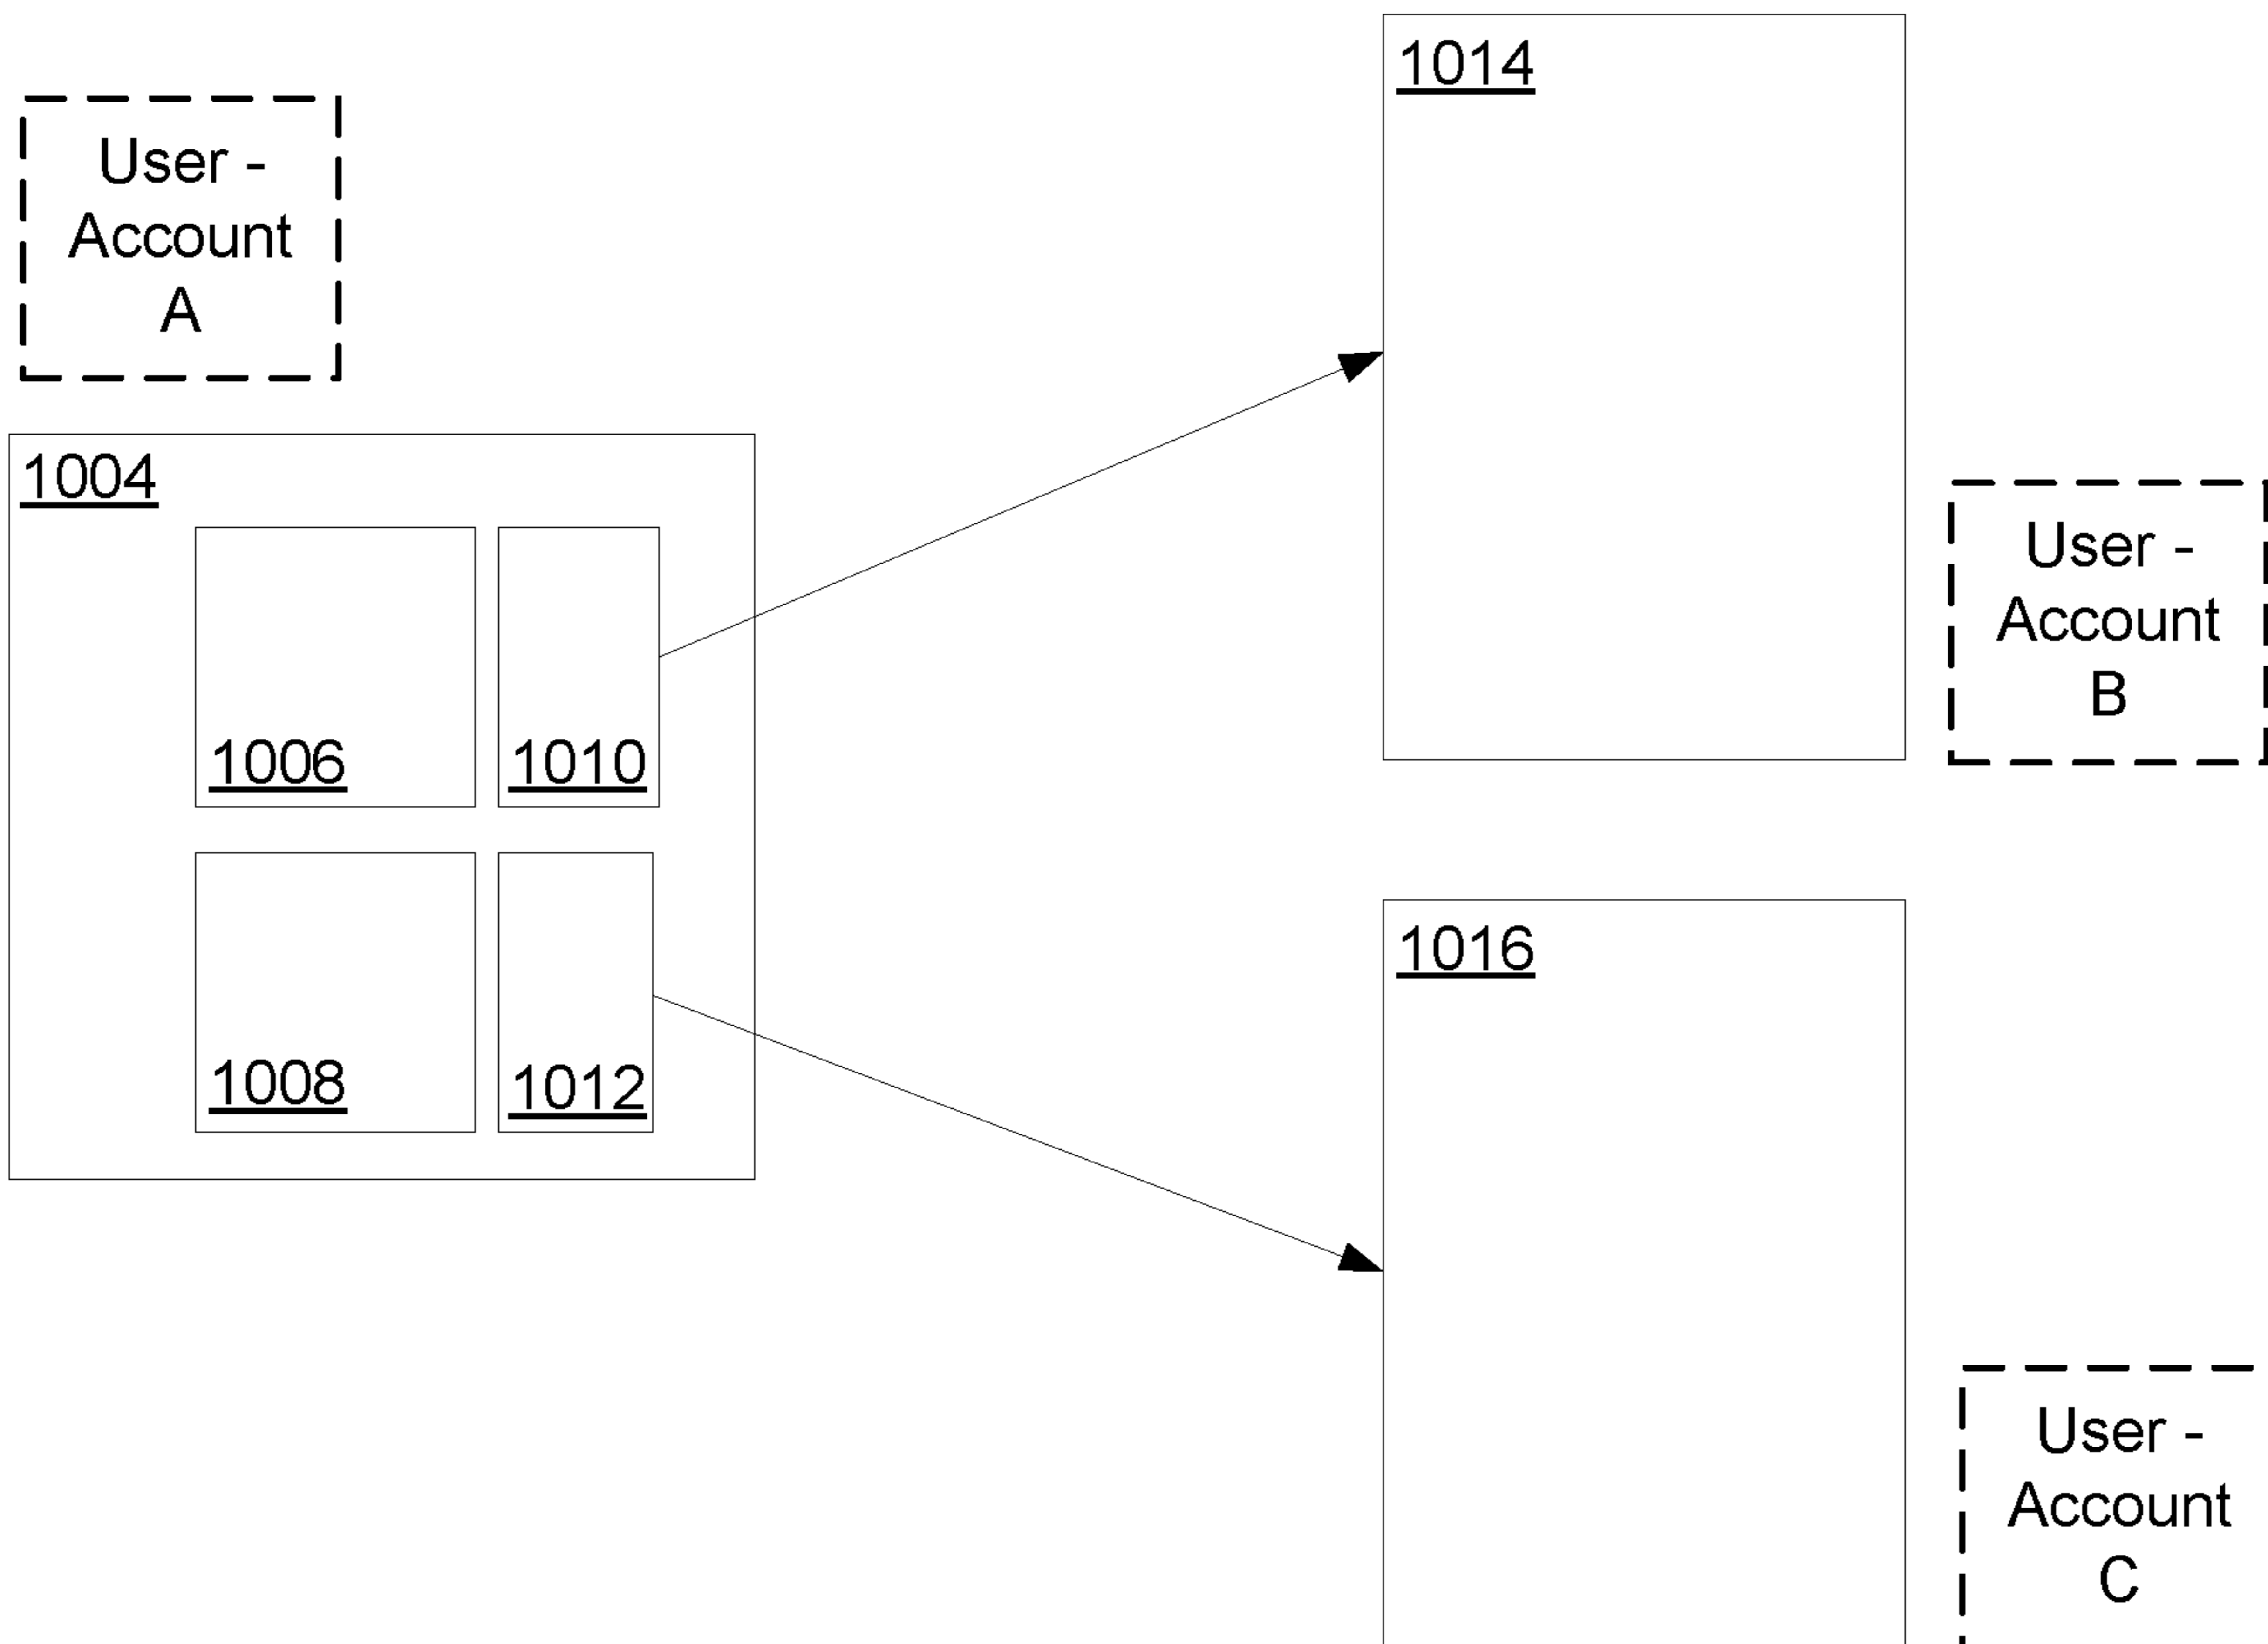 User -
Account
A
1004
1006
1010
1008
1012
1014
User -
Account
B
1016
User -
Account
C